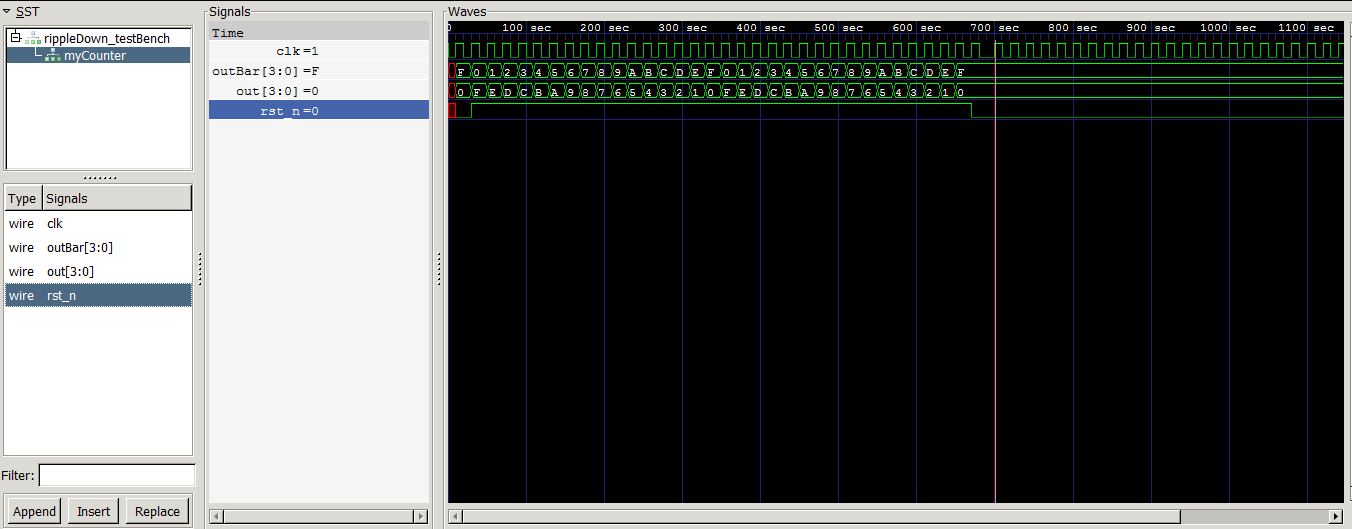 SST
rippleDown_testBench
myCounter
Type Signals
wire clk
wire outBar[3:0]
wire out[3:0]
wire rst_n
Filter:
Append Insert Replace
Signals
Time
clk=1
outBar[3:0]=F
out[3:0]=0
rst_n=0
Waves
0 100 sec 200 sec 300 sec 400 sec 500 sec 600 sec 700 sec 800 sec 900 sec 1000 sec 1100 sec
F 0 1 2 3 4 5 6 7 8 9 A B C D E F 0 1 2 3 4 5 6 7 8 9 A B C D E F
0 F E D C B A 9 8 7 6 5 4 3 2 1 0 F E D C B A 9 8 7 6 5 4 3 2 1 0